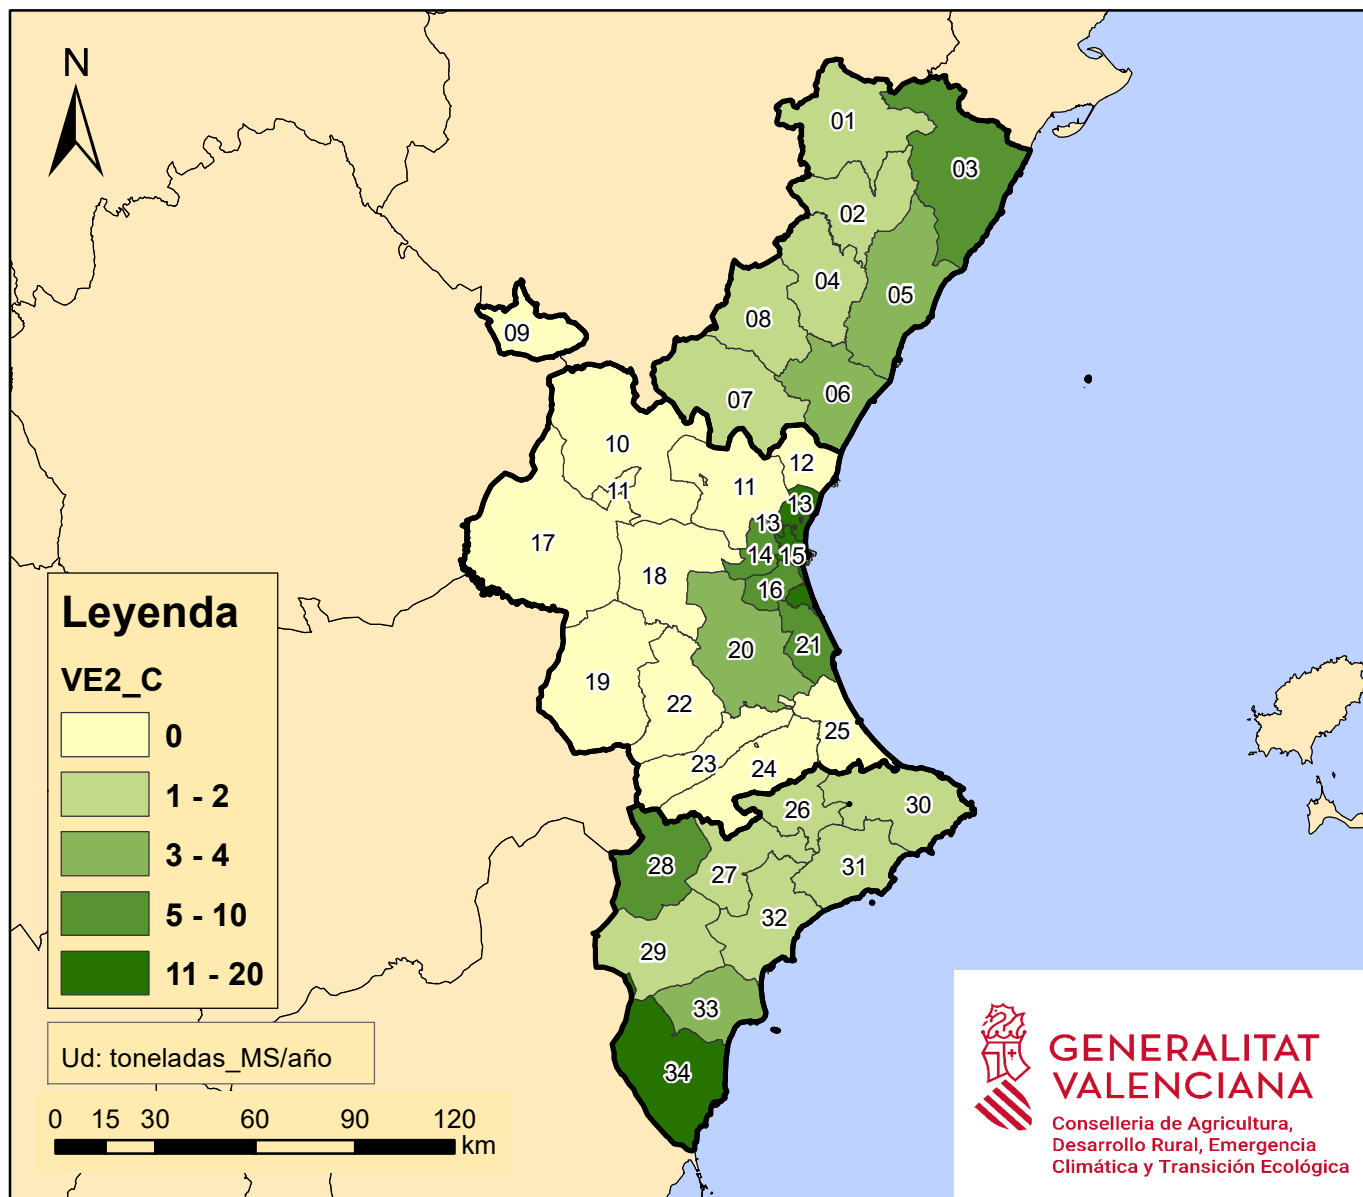 N
01
03
02
04
05
08
09
06
07
10
12
11
11
13
13
17
14
15
18
16
21
20
19
22
25
23
24
30
26
28
27
31
32
29
33
34
Leyenda
VE2_C
0
1 - 2
3 - 4
5 - 10
11 - 20
Ud: toneladas_MS/año
0 15 30 60 90 120
km
GENERALITAT
VALENCIANA
Conselleria de Agricultura,
Desarrollo Rural, Emergencia
Climática y Transición Ecológica